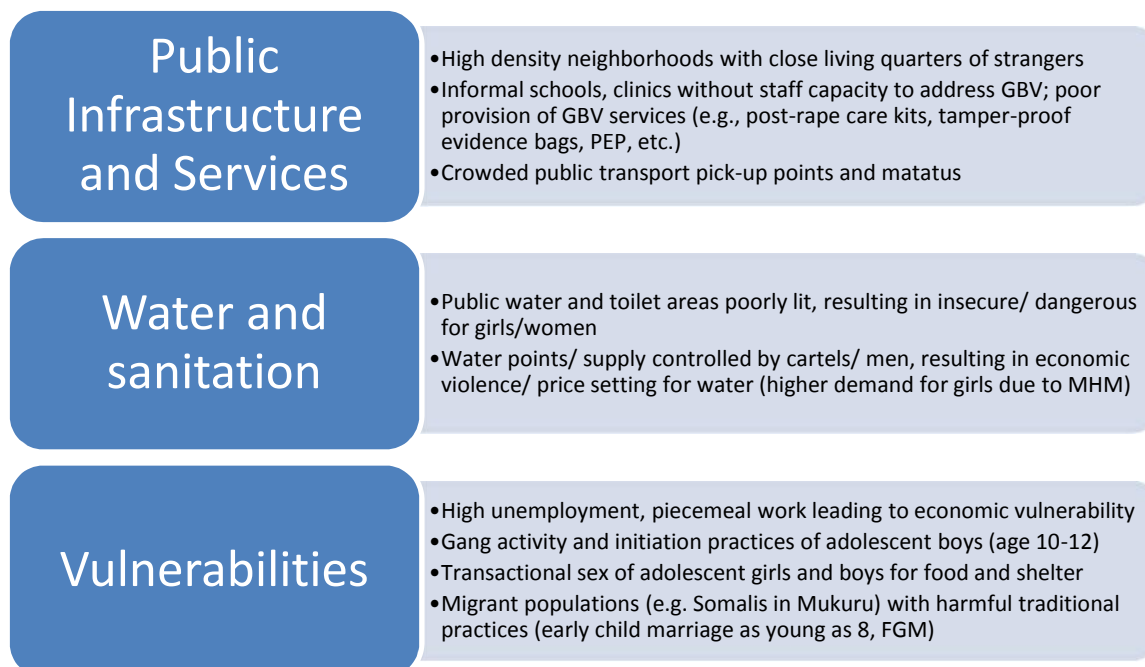 Public
Infrastructure
and Services
•High density neighborhoods with close living quarters of strangers
•Informal schools, clinics without staff capacity to address GBV; poor
provision of GBV services (e.g., post-rape care kits, tamper-proof
evidence bags, PEP, etc.)
•Crowded public transport pick-up points and matatus
Water and
sanitation
•Public water and toilet areas poorly lit, resulting in insecure/ dangerous
for girls/women
•Water points/ supply controlled by cartels/ men, resulting in economic
violence/ price setting for water (higher demand for girls due to MHM)
Vulnerabilities
•High unemployment, piecemeal work leading to economic vulnerability
•Gang activity and initiation practices of adolescent boys (age 10-12)
•Transactional sex of adolescent girls and boys for food and shelter
•Migrant populations (e.g. Somalis in Mukuru) with harmful traditional
practices (early child marriage as young as 8, FGM)